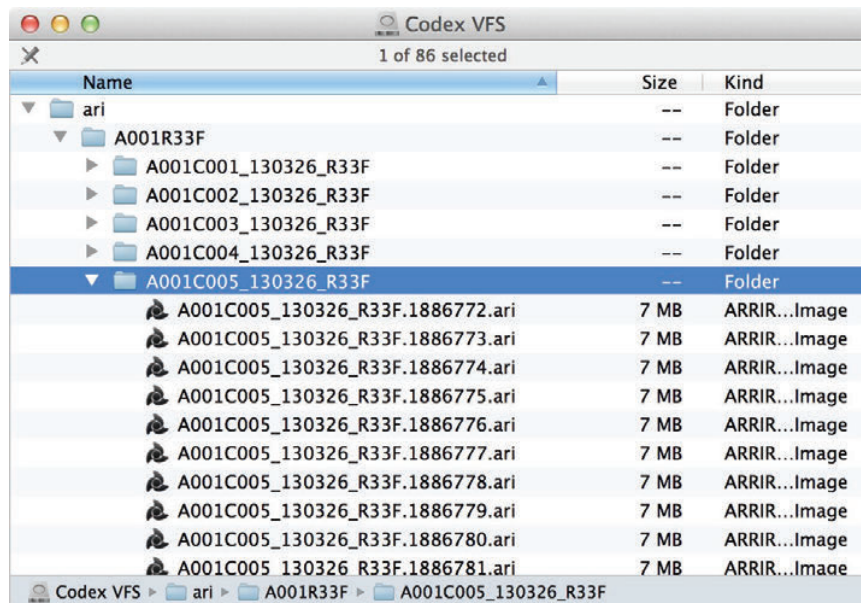 Codex VFS
1 of 86 selected
Name Size Kind
ari -- Folder
A001R33F -- Folder
A001C001_130326_R33F -- Folder
A001C002_130326_R33F -- Folder
A001C003_130326_R33F -- Folder
A001C004_130326_R33F -- Folder
A001C005_130326_R33F -- Folder
A001C005_130326_R33F.1886772.ari 7 MB ARRIR...Image
A001C005_130326_R33F.1886773.ari 7 MB ARRIR...Image
A001C005_130326_R33F.1886774.ari 7 MB ARRIR...Image
A001C005_130326_R33F.1886775.ari 7 MB ARRIR...Image
A001C005_130326_R33F.1886776.ari 7 MB ARRIR...Image
A001C005_130326_R33F.1886777.ari 7 MB ARRIR...Image
A001C005_130326_R33F.1886778.ari 7 MB ARRIR...Image
A001C005_130326_R33F.1886779.ari 7 MB ARRIR...Image
A001C005_130326_R33F.1886780.ari 7 MB ARRIR...Image
A001C005_130326_R33F.1886781.ari 7 MB ARRIR...Image
Codex VFS ari A001R33F A001C005_130326_R33F